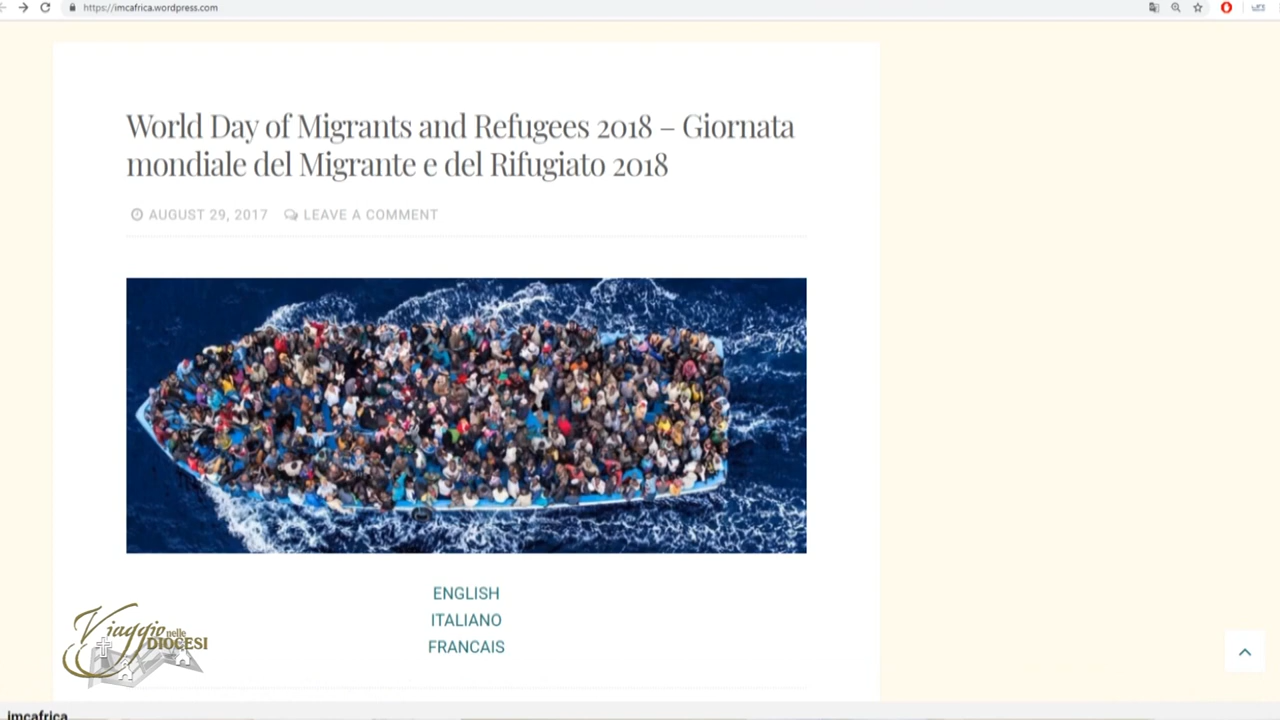 https://imcafrica.wordpress.com
World Day of Migrants and Refugees 2018 – Giornata
mondiale del Migrante e del Rifugiato 2018
AUGUST 29, 2017 LEAVE A COMMENT
ENGLISH
ITALIANO
FRANCAIS
Viaggio nelle
DIOCESI
imcafrica